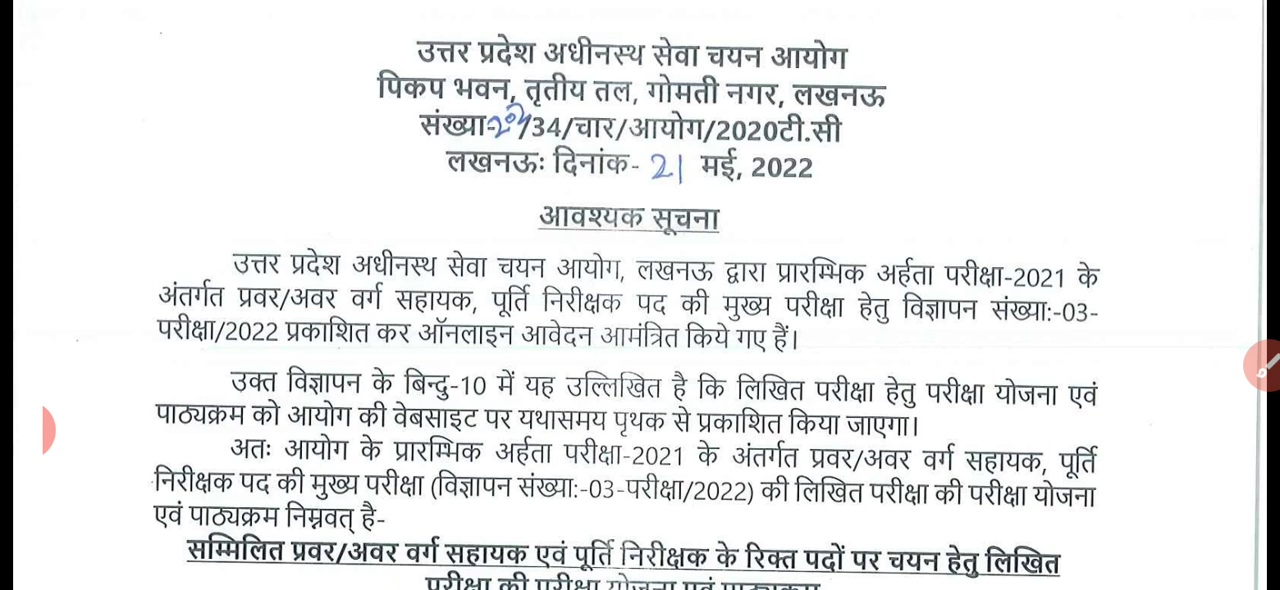 उत्तर प्रदेश अधीनस्थ सेवा चयन आयोग
पिकप भवन, तृतीय तल, गोमती नगर, लखनऊ
संख्या-/34/चार/आयोग/2020टी.सी
लखनऊः दिनांक- 21 मई, 2022
आवश्यक सूचना
उत्तर प्रदेश अधीनस्थ सेवा चयन आयोग, लखनऊ द्वारा प्रारम्भिक अर्हता परीक्षा-2021 के
अंतर्गत प्रवर/अवर वर्ग सहायक, पूर्ति निरीक्षक पद की मुख्य परीक्षा हेतु विज्ञापन संख्या:-03-
परीक्षा/2022 प्रकाशित कर ऑनलाइन आवेदन आमंत्रित किये गए हैं।
उक्त विज्ञापन के बिन्दु-10 में यह उल्लिखित है कि लिखित परीक्षा हेतु परीक्षा योजना एवं
पाठ्यक्रम को आयोग की वेबसाइट पर यथासमय पृथक से प्रकाशित किया जाएगा।
अतः आयोग के प्रारम्भिक अर्हता परीक्षा-2021 के अंतर्गत प्रवर/अवर वर्ग सहायक, पूर्ति
निरीक्षक पद की मुख्य परीक्षा (विज्ञापन संख्या:-03-परीक्षा/2022) की लिखित परीक्षा की परीक्षा योजना
एवं पाठ्यक्रम निम्नवत् है-
सम्मिलित प्रवर/अवर वर्ग सहायक एवं पूर्ति निरीक्षक के रिक्त पदों पर चयन हेतु लिखित
परीक्षा की परीक्षा योजना एवं पाठ्यक्रम